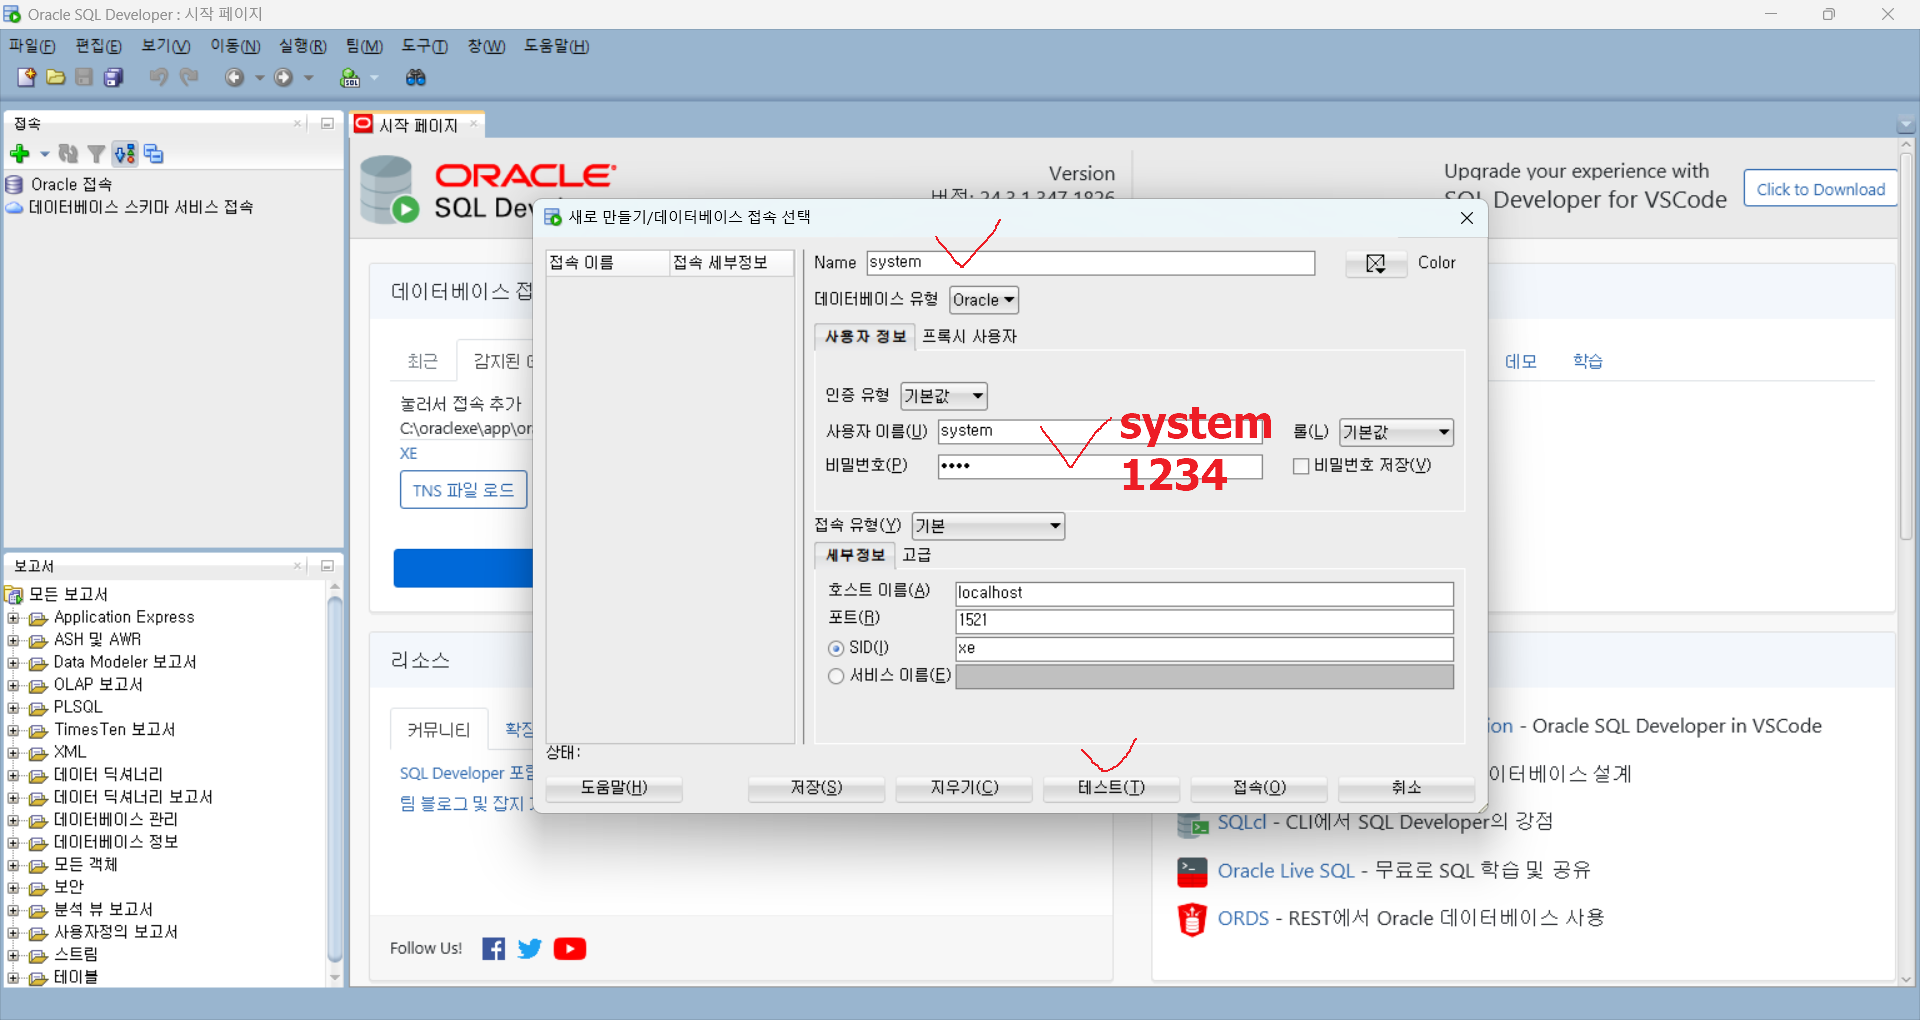 Oracle SQL Developer : 시작 페이지
파일(F) 편집(E) 보기(V) 이동(N) 실행(R) 팀(M) 도구(T) 창(W) 도움말(H)
접속
Oracle 접속
데이터베이스 스키마 서비스 접속
보고서
모든 보고서
Application Express
ASH 및 AWR
Data Modeler 보고서
OLAP 보고서
PLSQL
TimesTen 보고서
XML
데이터 딕셔너리
데이터 딕셔너리 보고서
데이터베이스 관리
데이터베이스 정보
모든 객체
보안
분석 뷰 보고서
사용자정의 보고서
스트림
테이블
시작 페이지
ORACLE
SQL Dev
Version
버전: 24.3.1.347.1826
Upgrade your experience with
SQL Developer for VSCode
Click to Download
데이터베이스 접
최근 감지된
눌러서 접속 추가
C:\oraclexe\app\ora
XE
TNS 파일 로드
데모 학습
리소스
커뮤니티 확장
SQL Developer 포럼
팀 블로그 및 잡지
Follow Us!
ion - Oracle SQL Developer in VSCode
이터베이스 설계
SQLcl - CLI에서 SQL Developer의 강점
Oracle Live SQL - 무료로 SQL 학습 및 공유
ORDS - REST에서 Oracle 데이터베이스 사용
새로 만들기/데이터베이스 접속 선택
접속 이름 접속 세부정보
Name system Color
데이터베이스 유형 Oracle
사용자 정보 프록시 사용자
인증 유형 기본값
사용자 이름(U) system system 롤(L) 기본값
비밀번호(P) •••• 1234 비밀번호 저장(V)
접속 유형(Y) 기본
세부정보 고급
호스트 이름(A) localhost
포트(R) 1521
SID(I) xe
서비스 이름(E)
상태:
도움말(H) 저장(S) 지우기(C) 테스트(T) 접속(O) 취소